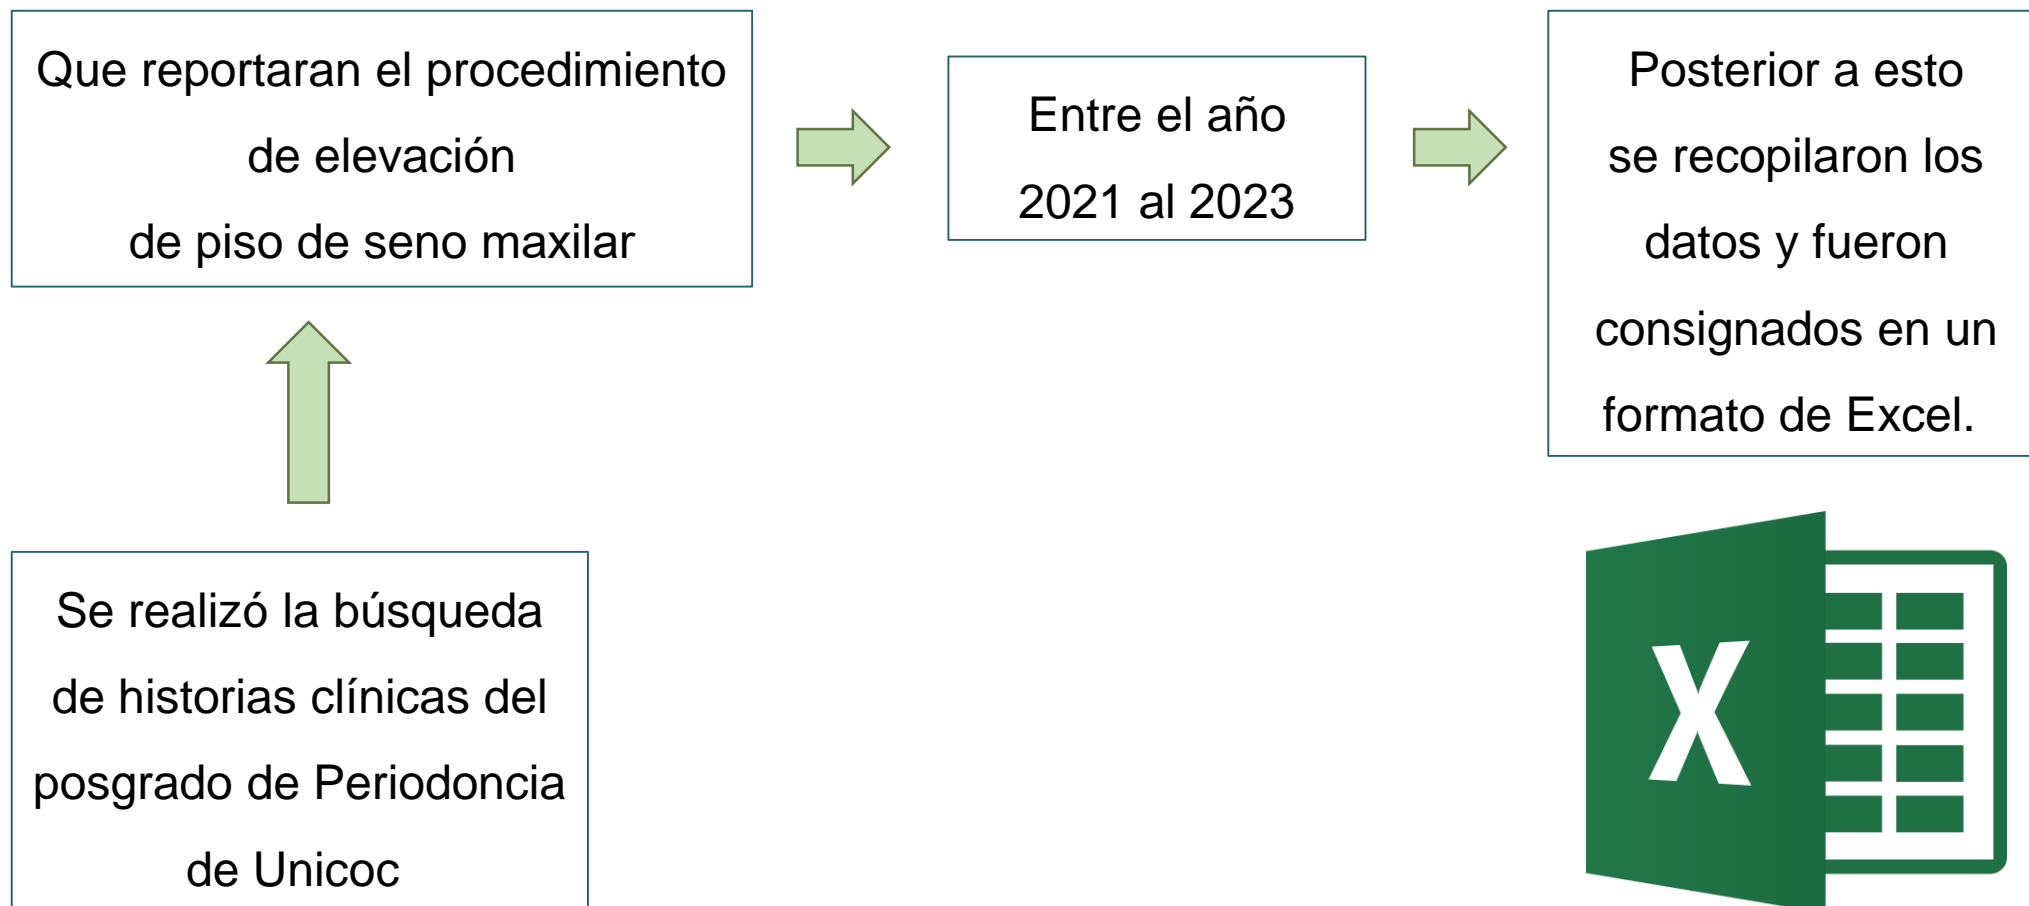 Que reportaran el procedimiento
de elevación
de piso de seno maxilar
Entre el año
2021 al 2023
Posterior a esto
se recopilaron los
datos y fueron
consignados en un
formato de Excel.
Se realizó la búsqueda
de historias clínicas del
posgrado de Periodoncia
de Unicoc
X